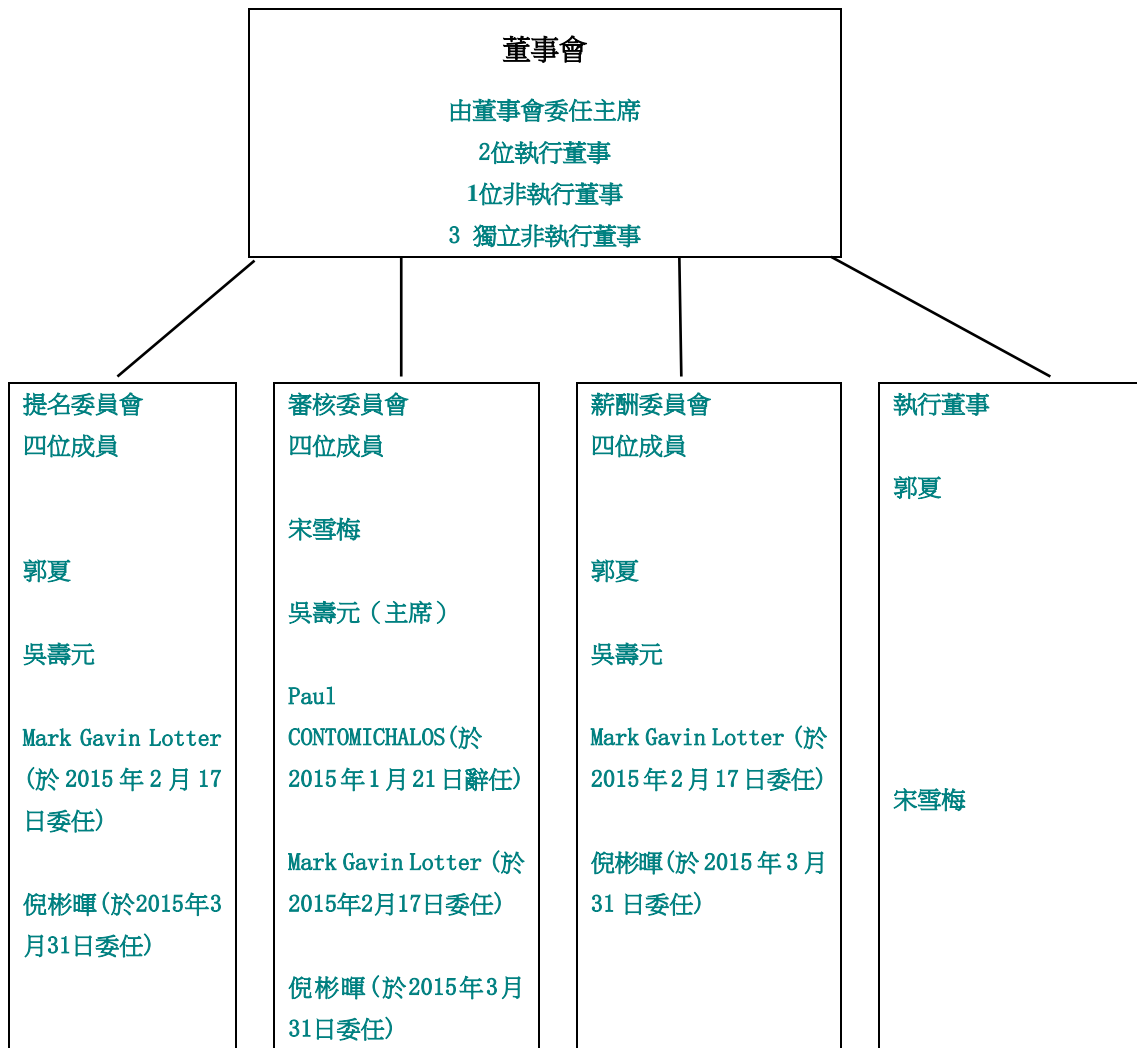 董事會
由董事會委任主席
2位執行董事
1位非執行董事
3 獨立非執行董事
提名委員會
四位成員
郭夏
吳壽元
Mark Gavin Lotter
(於 2015 年 2 月 17
日委任)
倪彬暉(於2015年3
月31日委任)
審核委員會
四位成員
宋雪梅
吳壽元（主席）
Paul
CONTOMICHALOS(於
2015年1月21日辭任)
Mark Gavin Lotter (於
2015年2月17日委任)
倪彬暉(於2015年3月
31日委任)
薪酬委員會
四位成員
郭夏
吳壽元
Mark Gavin Lotter (於
2015年2月17日委任)
倪彬暉(於 2015 年 3 月
31 日委任)
執行董事
郭夏
宋雪梅